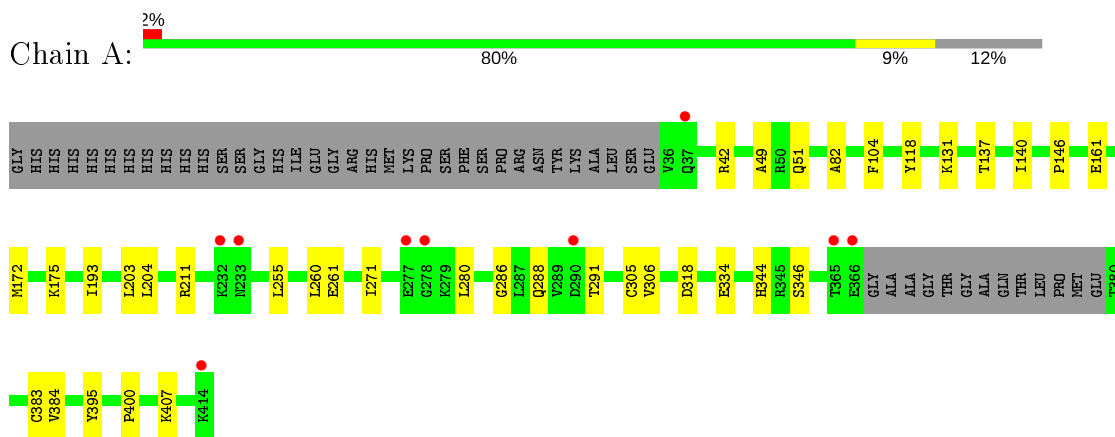 2%
Chain A:
80% 9% 12%
GLY HIS HIS HIS HIS HIS HIS HIS HIS HIS HIS SER SER GLY HIS ILE GLU GLY ARG HIS MET LYS PRO SER PHE SER PRO ARG ASN TYR LYS ALA LEU SER GLU V36 Q37 R42 A49 R50 Q51 A82 F104 Y118 K131 T137 I140 P146 E161
M172 K175 I193 L203 L204 R211 K232 N233 L255 L260 E261 I271 E277 G278 K279 L280 G286 L287 Q288 V289 D290 T291 C305 V306 D318 E334 H344 R345 S346 T365 E366 GLY ALA ALA GLY THR GLY ALA GLN THR LEU PRO MET GLU T380
C383 V384 Y395 P400 K407 K414